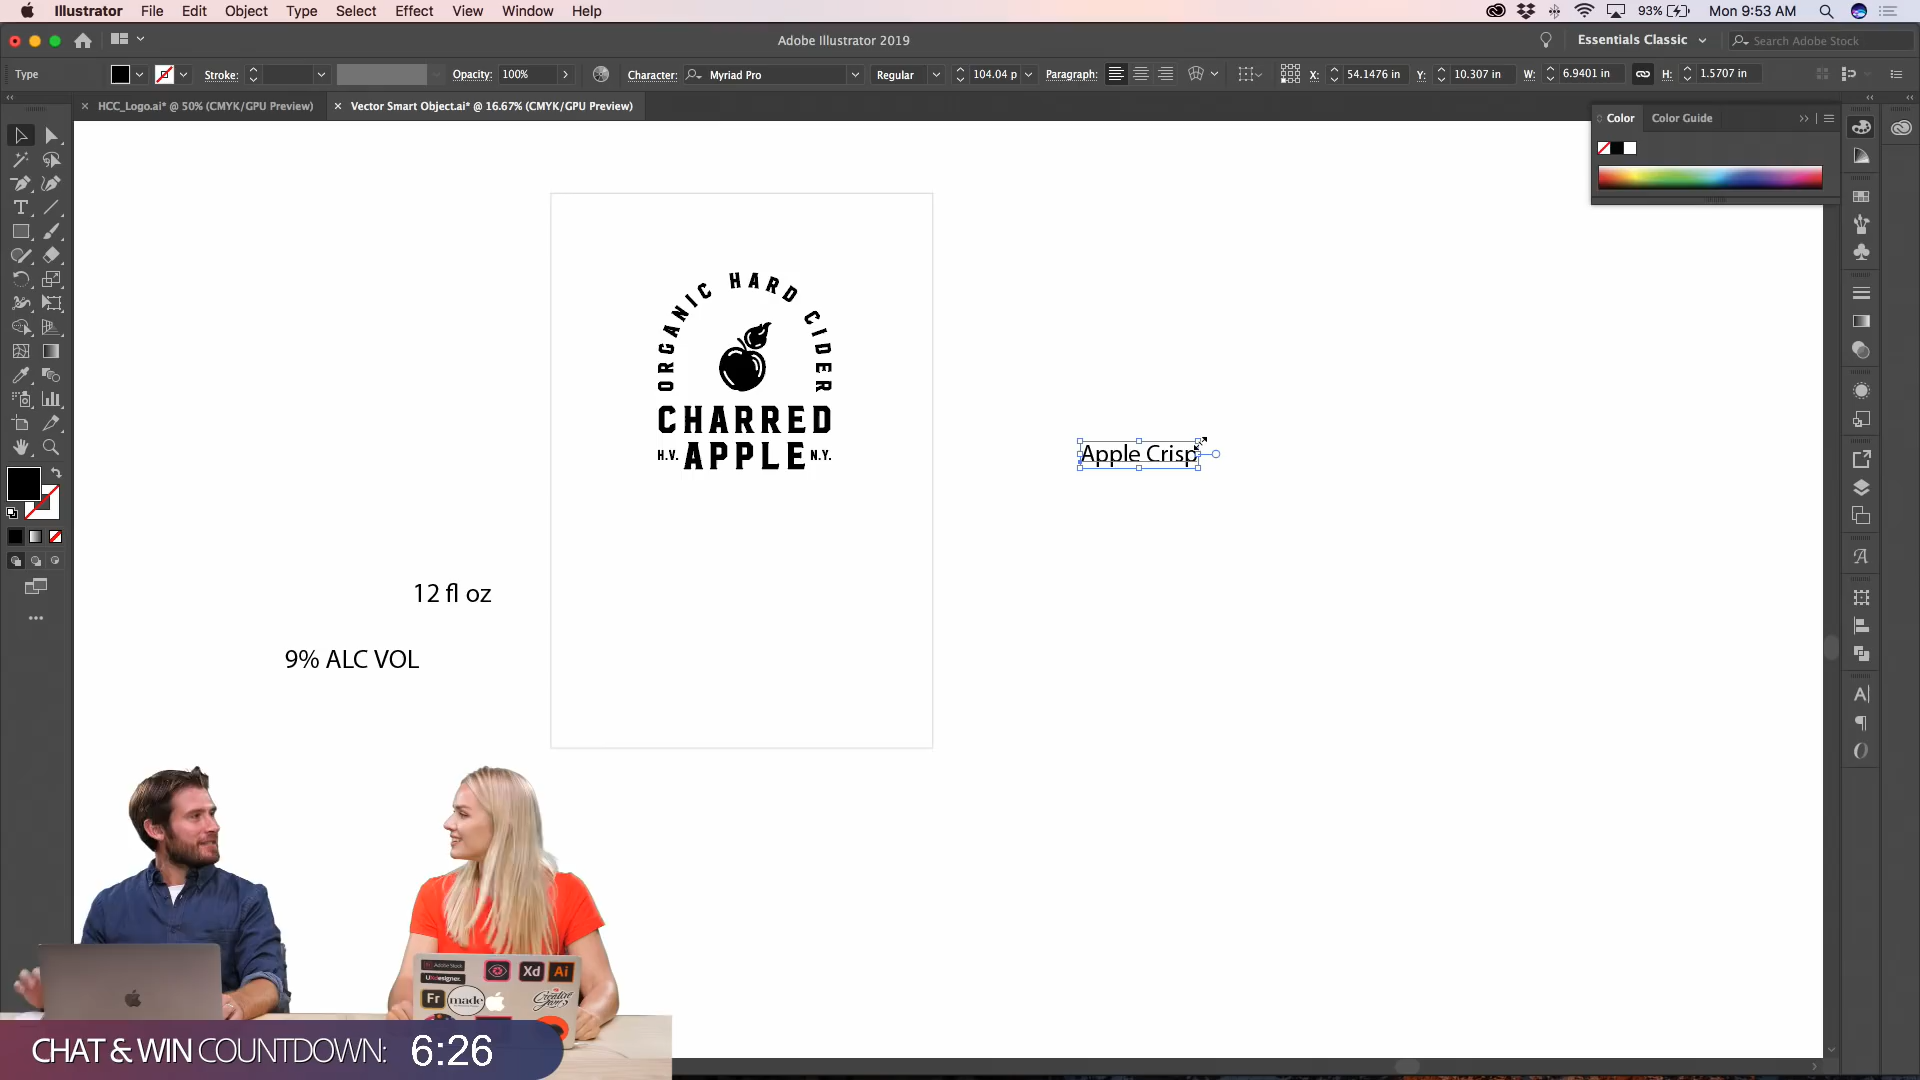 Illustrator File Edit Object Type Select Effect View Window Help 93% Mon 9:53 AM
Adobe Illustrator 2019 Essentials Classic Search Adobe Stock
Type Stroke: Opacity: 100% Character: Myriad Pro Regular 104.04 p Paragraph: X: 54.1476 in Y: 10.307 in W: 6.9401 in H: 1.5707 in
HCC_Logo.ai* @ 50% (CMYK/GPU Preview) Vector Smart Object.ai* @ 16.67% (CMYK/GPU Preview)
Color Color Guide
ORGANIC HARD CIDER
CHARRED
H.V. APPLE N.Y.
Apple Crisp
12 fl oz
9% ALC VOL
Xd Ai
UXdesigner.
Fr made Creative Jam
CHAT & WIN COUNTDOWN: 6:26